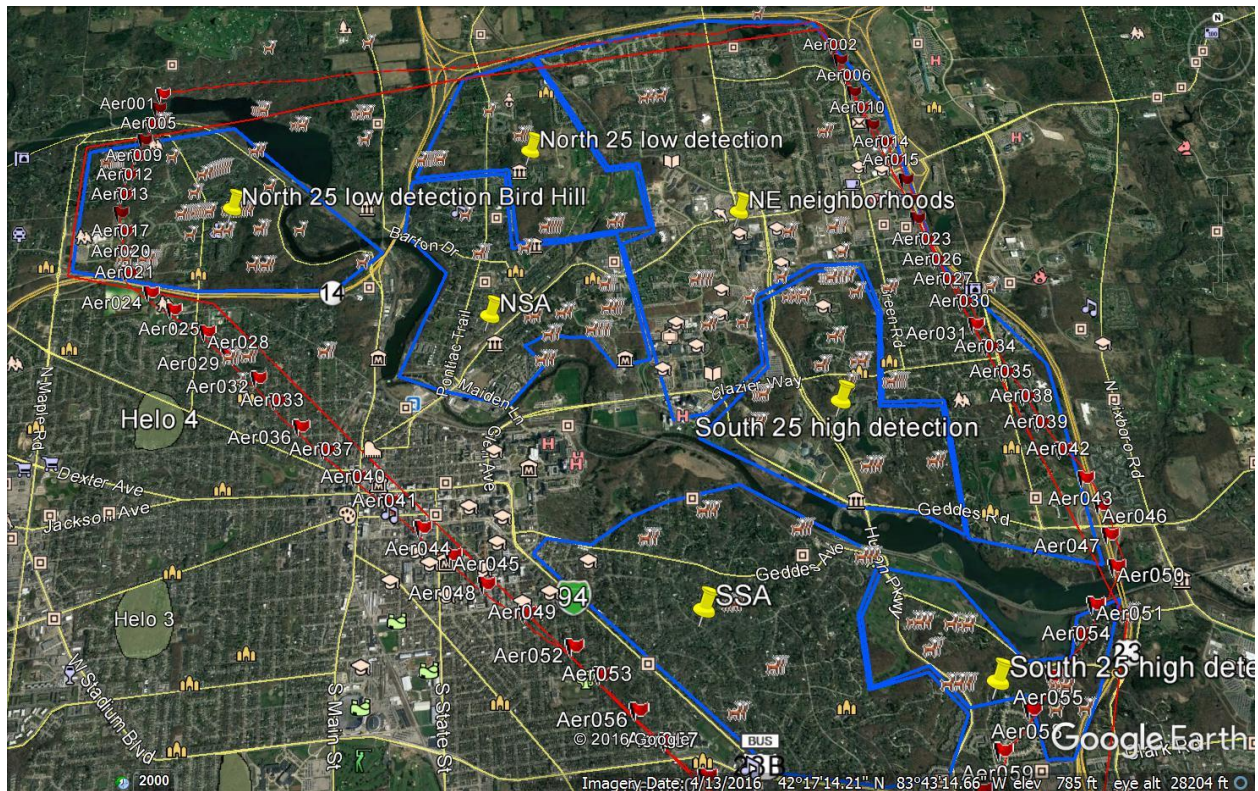 Aer001
Aer005
Aer009
Aer012
Aer013
Aer017
Aer020
Aer021
Aer024
Aer025
Aer028
Aer029
Aer032
Aer033
Aer036
Aer037
Aer040
Aer041
Aer044
Aer045
Aer048
Aer049
Aer052
Aer053
Aer056
Aer002
Aer006
Aer010
Aer014
Aer015
Aer023
Aer026
Aer027
Aer030
Aer031
Aer034
Aer035
Aer038
Aer039
Aer042
Aer043
Aer046
Aer047
Aer050
Aer051
Aer054
Aer055
Aer058
Aer059
N
North 25 low detection
North 25 low detection Bird Hill
NE neighborhoods
NSA
South 25 high detection
SSA
South 25 high dete
Helo 4
Helo 3
Barton Dr
14
Pontiac Trail
Maiden Ln
Glazier Way
Green Rd
N Maple Rd
Dexter Ave
Jackson Ave
Glen Ave
Geddes Rd
Huron Pkwy
94
23
N Stadium Blvd
S Main St
S State St
BUS
23B
© 2016 Google
Google Earth
2000
Imagery Date: 4/13/2016 42°17'14.21" N 83°43'14.66" W elev 785 ft eye alt 28204 ft